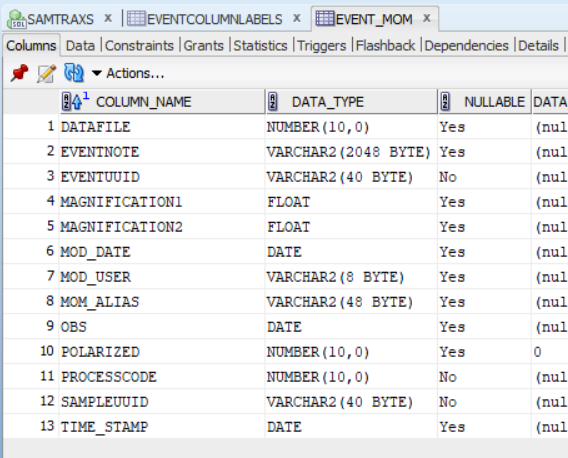 SAMTRAXS x EVENTCOLUMNLABELS x EVENT_MOM x
Columns Data Constraints Grants Statistics Triggers Flashback Dependencies Details
Actions...
1 COLUMN_NAME DATA_TYPE NULLABLE DATA
1 DATAFILE NUMBER(10,0) Yes (nul
2 EVENTNOTE VARCHAR2(2048 BYTE) Yes (nul
3 EVENTUUID VARCHAR2(40 BYTE) No (nul
4 MAGNIFICATION1 FLOAT Yes (nul
5 MAGNIFICATION2 FLOAT Yes (nul
6 MOD_DATE DATE Yes (nul
7 MOD_USER VARCHAR2(8 BYTE) Yes (nul
8 MOM_ALIAS VARCHAR2(48 BYTE) Yes (nul
9 OBS DATE Yes (nul
10 POLARIZED NUMBER(10,0) Yes 0
11 PROCESSCODE NUMBER(10,0) No (nul
12 SAMPLEUUID VARCHAR2(40 BYTE) No (nul
13 TIME_STAMP DATE Yes (nul